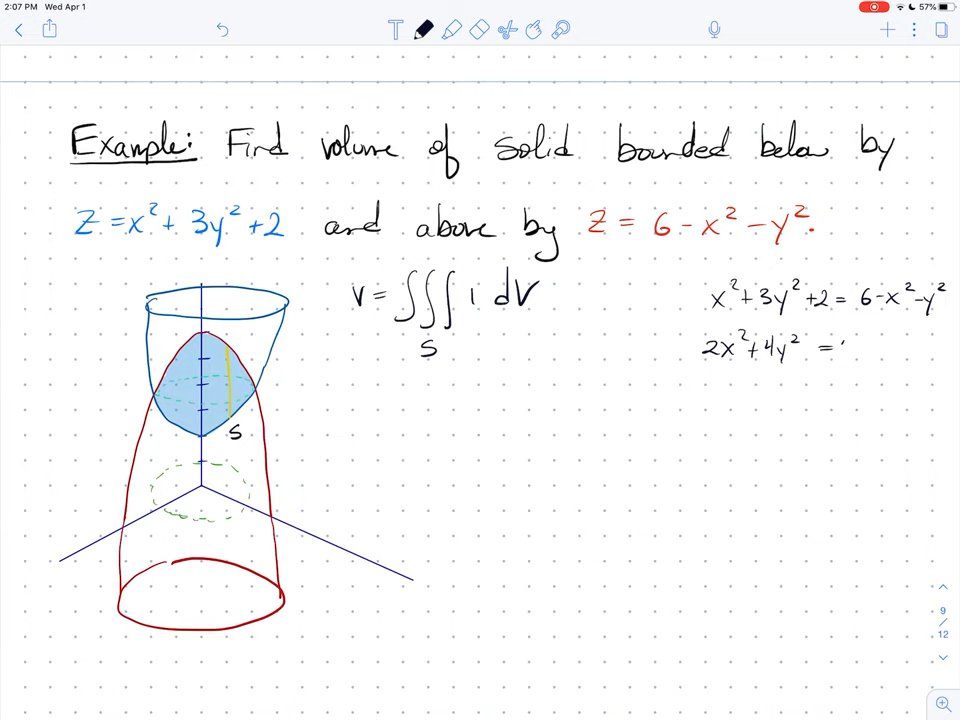 2:07 PM Wed Apr 1
57%
T
Example: Find volume of solid bounded below by
z = x² + 3y² + 2 and above by z = 6 - x² - y².
V = ∭ 1 dV
S
x² + 3y² + 2 = 6 - x² - y²
2x² + 4y² =
S
9
/
12